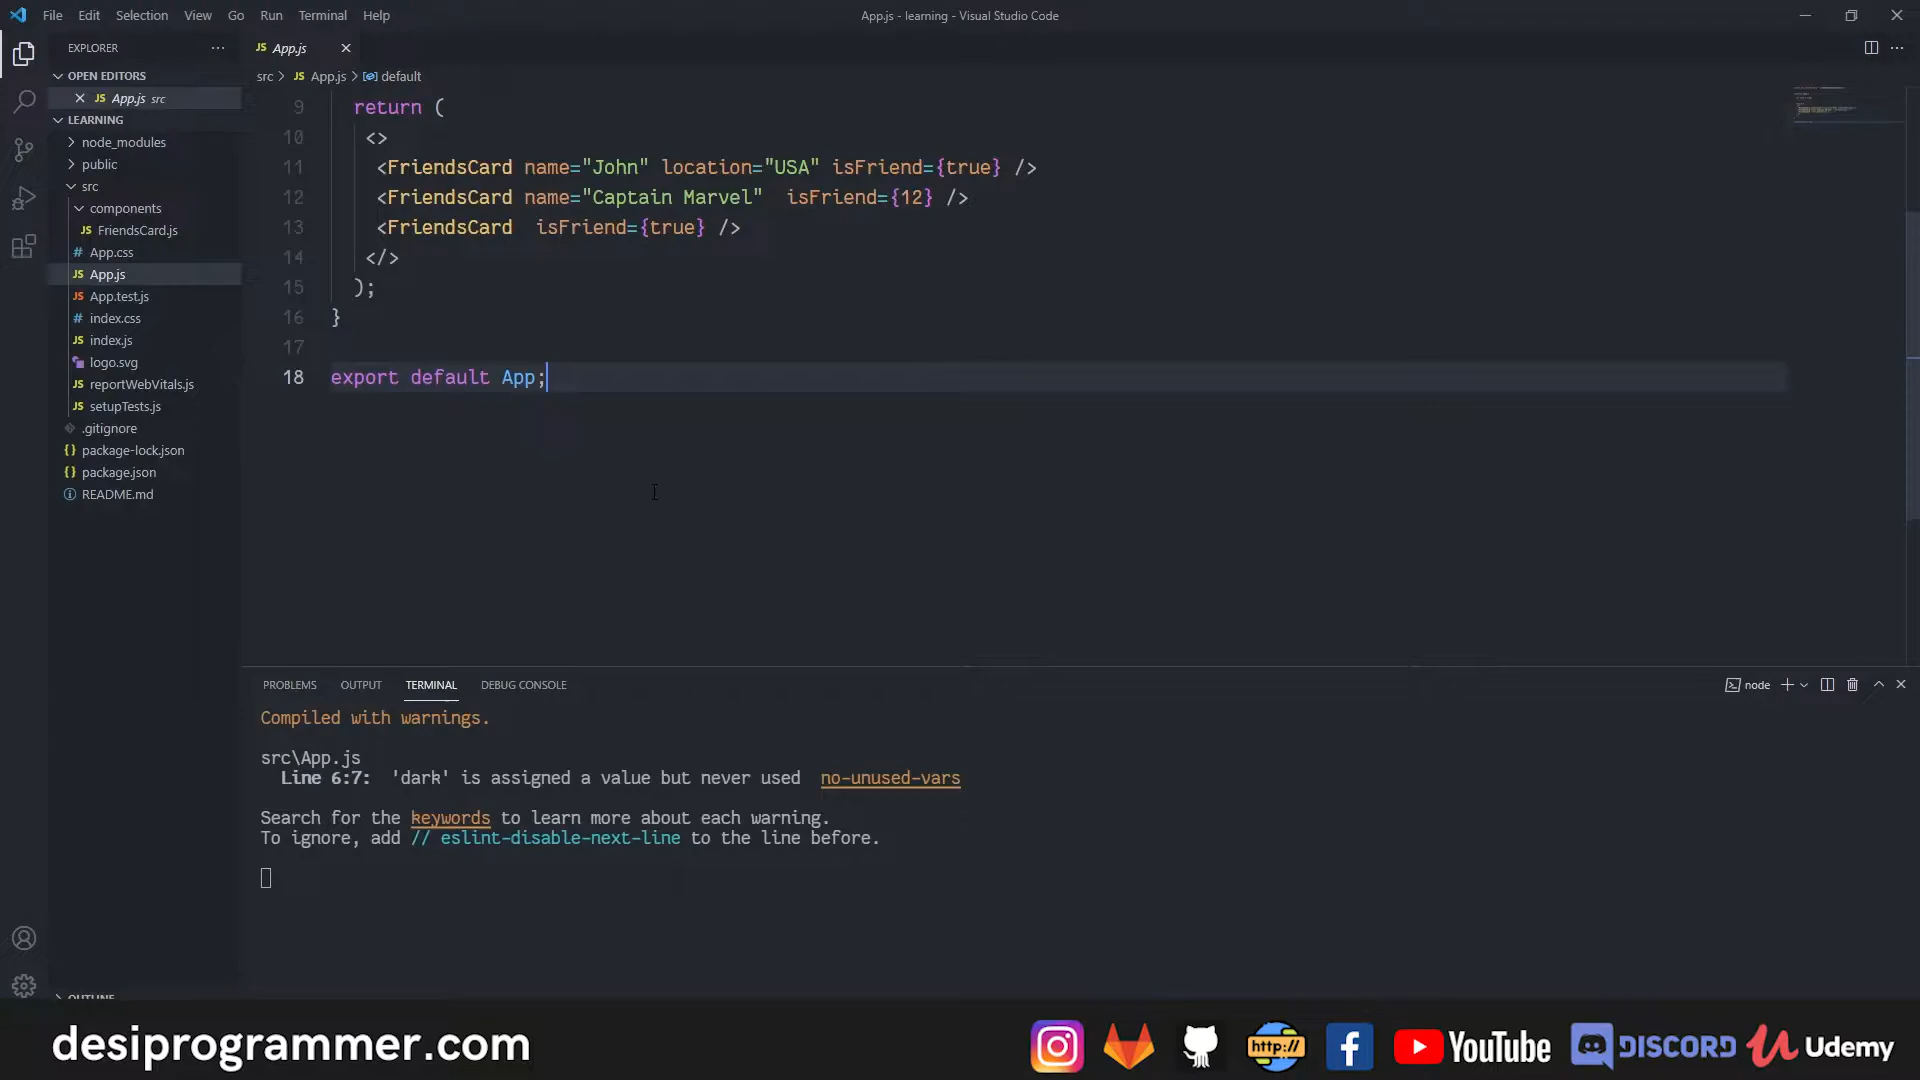 File Edit Selection View Go Run Terminal Help
App.js - learning - Visual Studio Code
EXPLORER
OPEN EDITORS
JS App.js src
LEARNING
node_modules
public
src
components
JS FriendsCard.js
# App.css
JS App.js
JS App.test.js
# index.css
JS index.js
logo.svg
JS reportWebVitals.js
JS setupTests.js
.gitignore
{} package-lock.json
{} package.json
README.md
OUTLINE
JS App.js
src > JS App.js > default
9 return (
10 <>
11 <FriendsCard name="John" location="USA" isFriend={true} />
12 <FriendsCard name="Captain Marvel" isFriend={12} />
13 <FriendsCard isFriend={true} />
14 </>
15 );
16 }
17
18 export default App;
PROBLEMS OUTPUT TERMINAL DEBUG CONSOLE
node
Compiled with warnings.
src\App.js
Line 6:7: 'dark' is assigned a value but never used no-unused-vars
Search for the keywords to learn more about each warning.
To ignore, add // eslint-disable-next-line to the line before.
desiprogrammer.com
http://
YouTube
DISCORD
Udemy